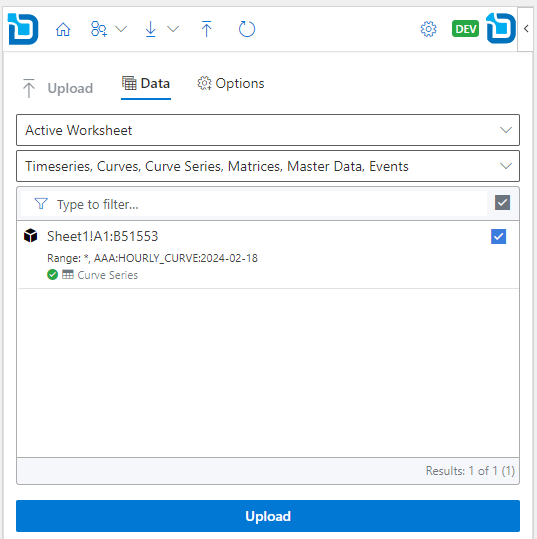 DEV
Upload
Data
Options
Active Worksheet
Timeseries, Curves, Curve Series, Matrices, Master Data, Events
Type to filter...
Sheet1!A1:B51553
Range: *, AAA:HOURLY_CURVE:2024-02-18
Curve Series
Results: 1 of 1 (1)
Upload